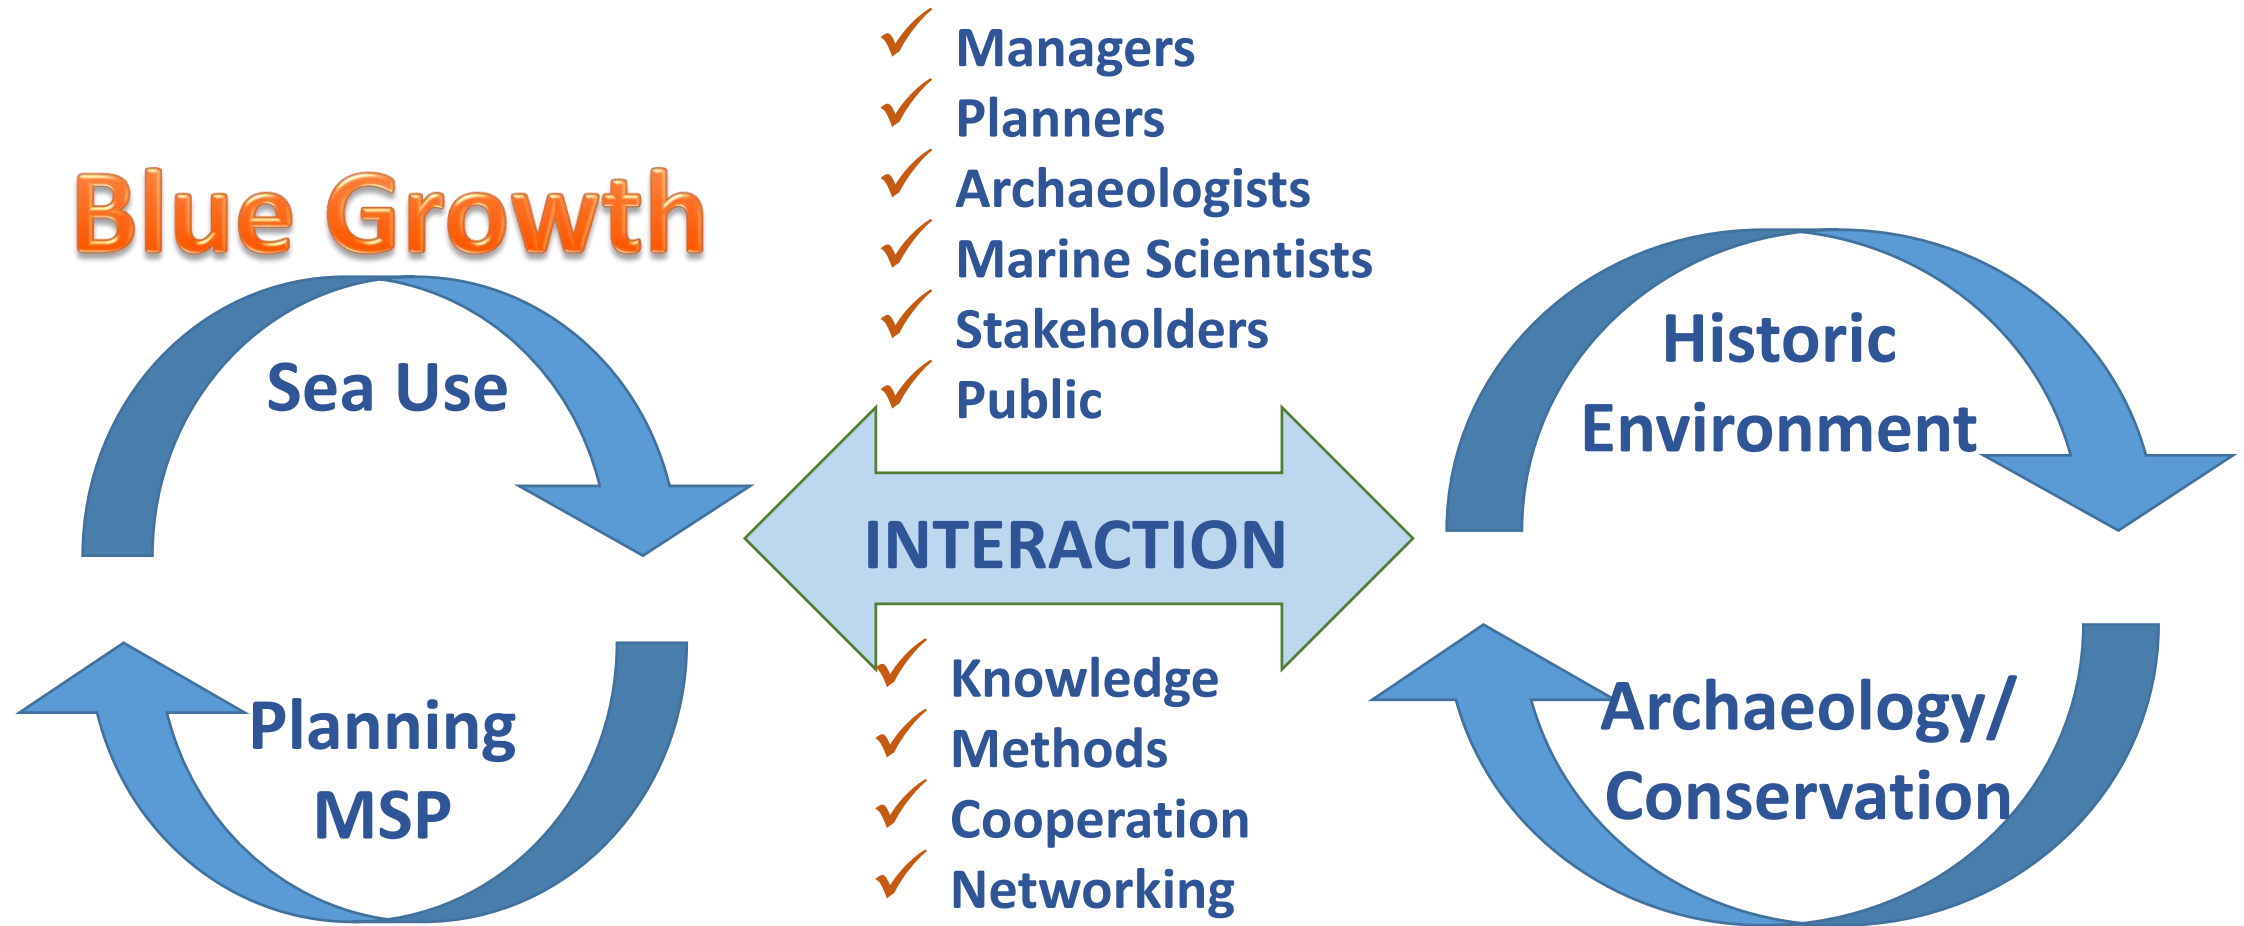 Blue Growth
Sea Use
Planning
MSP
Managers
Planners
Archaeologists
Marine Scientists
Stakeholders
Public
INTERACTION
Knowledge
Methods
Cooperation
Networking
Historic
Environment
Archaeology/
Conservation